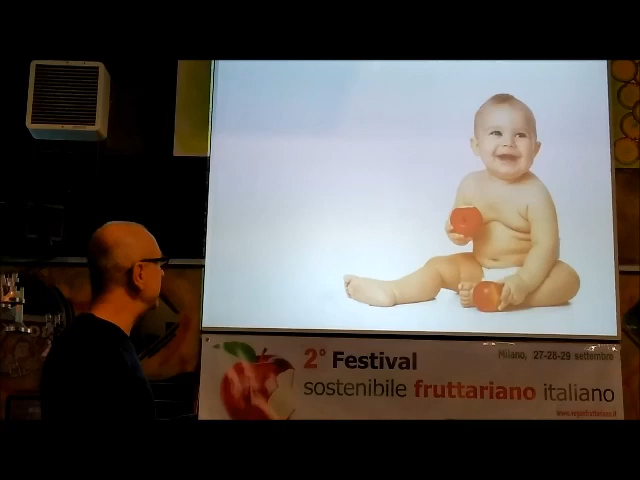 2° Festival
Milano, 27-28-29 settembre
sostenibile fruttariano italiano